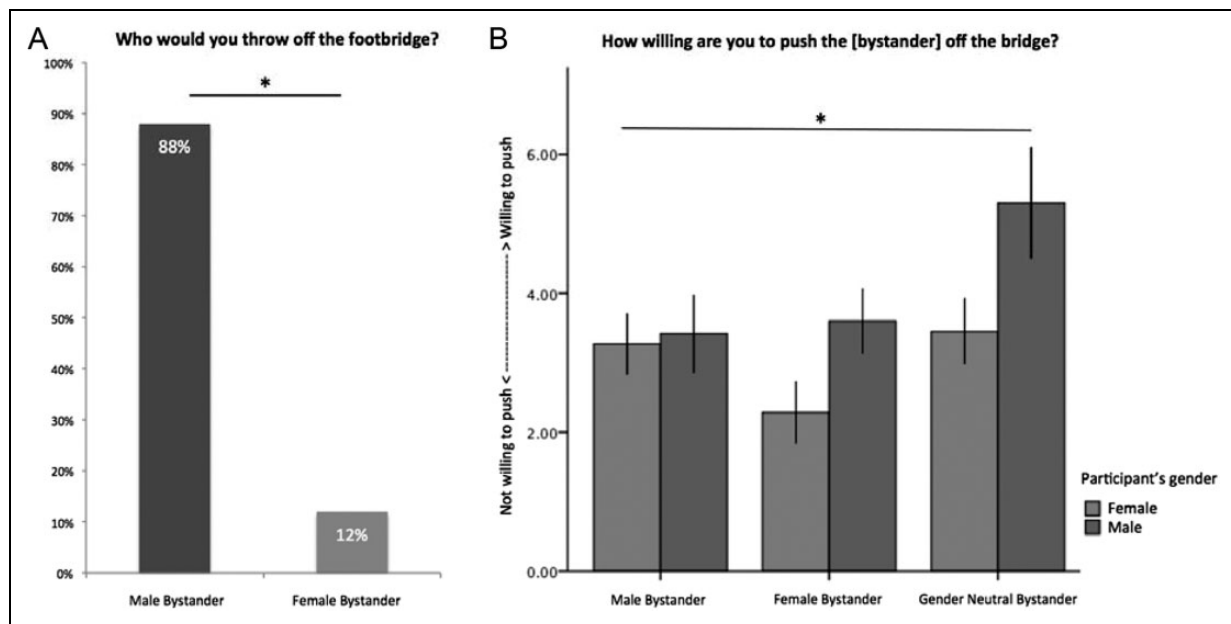 A
Who would you throw off the footbridge?
100%
90%
80%
70%
60%
50%
40%
30%
20%
10%
0%
*
88%
12%
Male Bystander
Female Bystander
B
How willing are you to push the [bystander] off the bridge?
Not willing to push < ----------------------- > Willing to push
6.00
4.00
2.00
0.00
*
Male Bystander
Female Bystander
Gender Neutral Bystander
Participant's gender
Female
Male